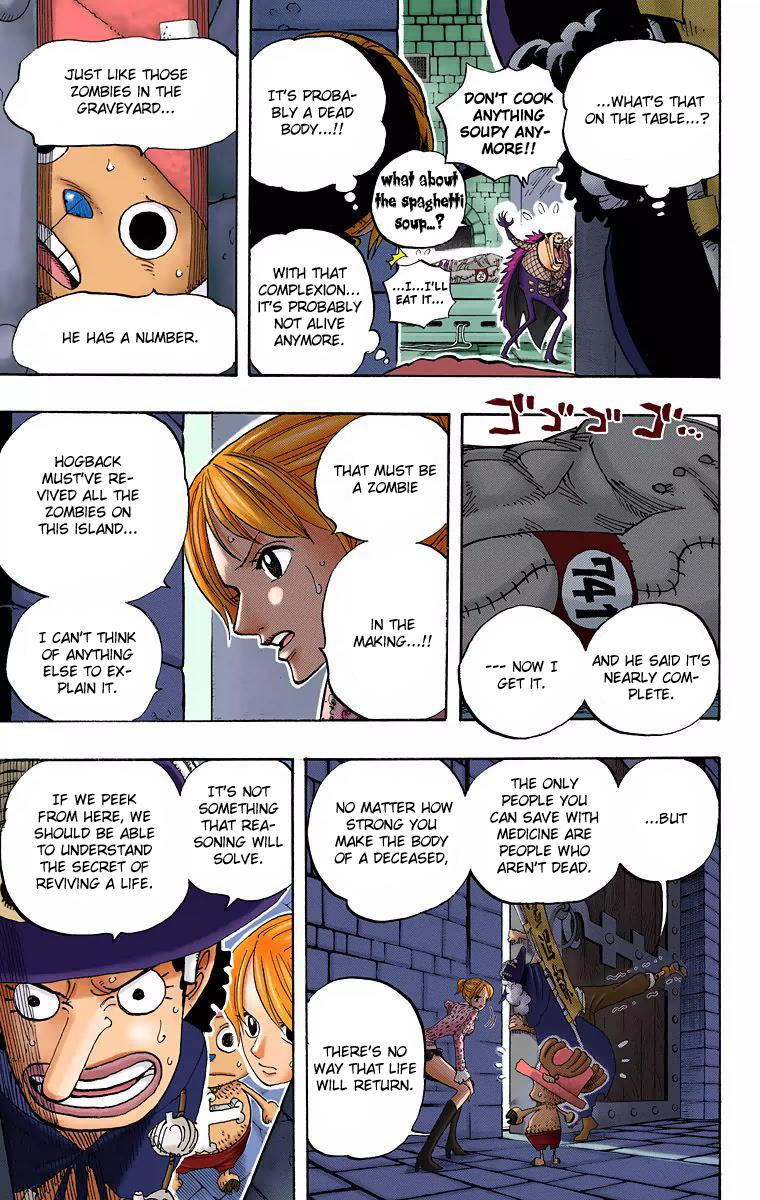 ...WHAT'S THAT
ON THE TABLE...?
DON'T COOK
ANYTHING
SOUPY ANY-
MORE!!
what about
the spaghetti
soup...?
...I...I'LL
EAT IT...
IT'S PROBA-
BLY A DEAD
BODY...!!
WITH THAT
COMPLEXION...
IT'S PROBABLY
NOT ALIVE
ANYMORE.
JUST LIKE THOSE
ZOMBIES IN THE
GRAVEYARD...
HE HAS A NUMBER.
ゴゴゴゴ...
741
AND HE SAID IT'S
NEARLY COM-
PLETE.
--- NOW I
GET IT.
THAT MUST BE
A ZOMBIE
IN THE
MAKING...!!
HOGBACK
MUST'VE RE-
VIVED ALL THE
ZOMBIES ON
THIS ISLAND...
I CAN'T THINK
OF ANYTHING
ELSE TO EX-
PLAIN IT.
...BUT
THE ONLY
PEOPLE YOU
CAN SAVE WITH
MEDICINE ARE
PEOPLE WHO
AREN'T DEAD.
NO MATTER HOW
STRONG YOU
MAKE THE BODY
OF A DECEASED,
THERE'S NO
WAY THAT LIFE
WILL RETURN.
IT'S NOT
SOMETHING
THAT REA-
SONING WILL
SOLVE.
IF WE PEEK
FROM HERE, WE
SHOULD BE ABLE
TO UNDERSTAND
THE SECRET OF
REVIVING A LIFE.